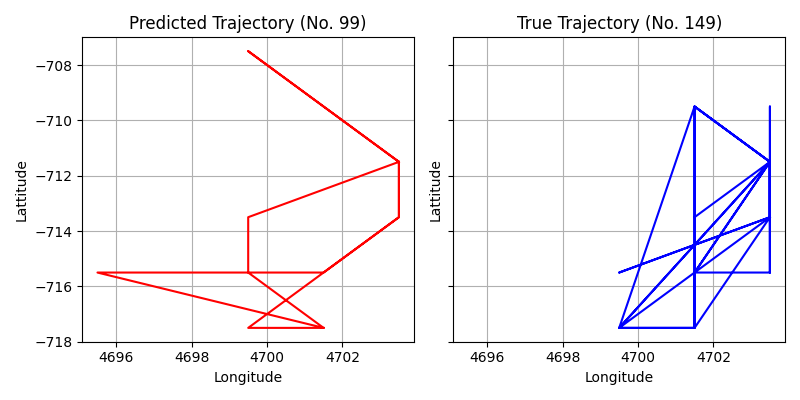 Predicted Trajectory (No. 99)
True Trajectory (No. 149)
Lattitude
−708
−710
−712
−714
−716
−718
4696
4698
4700
4702
Longitude
Lattitude
4696
4698
4700
4702
Longitude